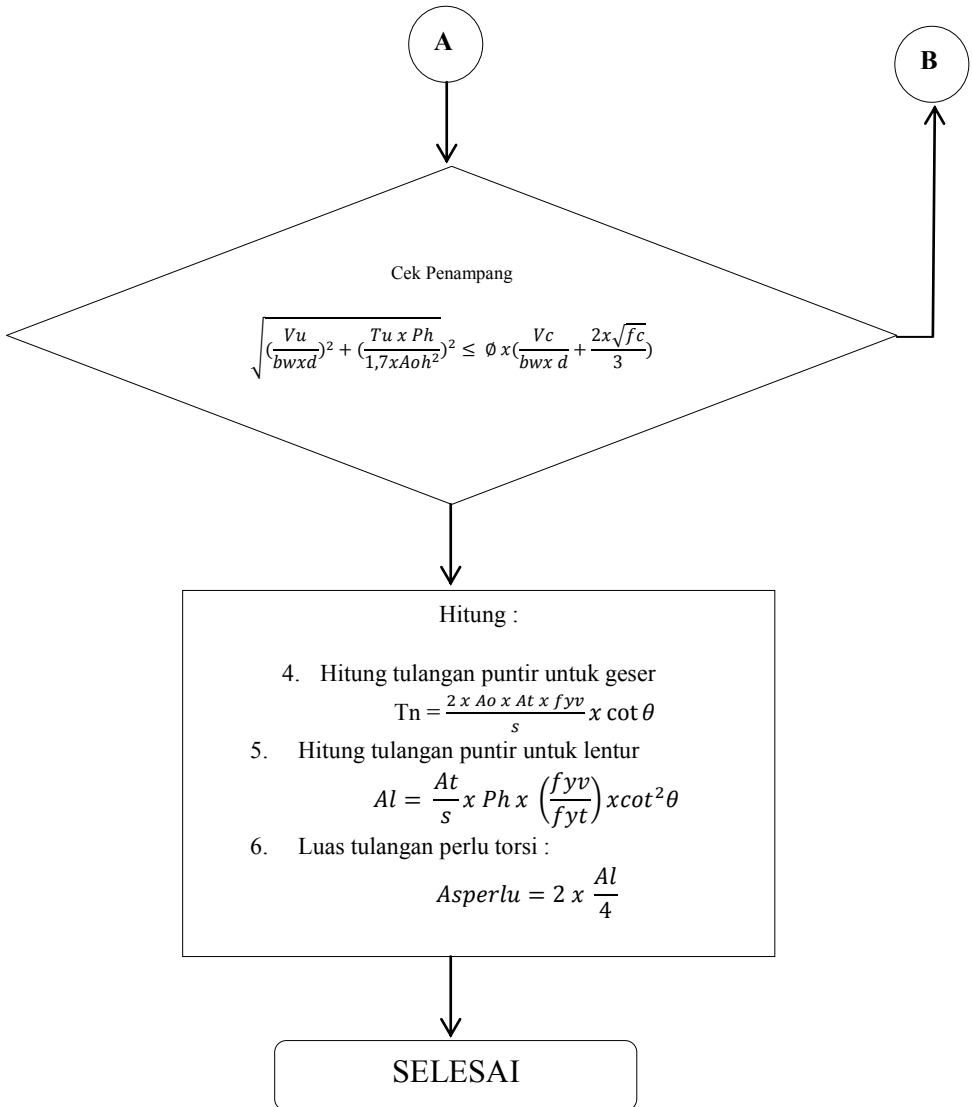 A
B
Cek Penampang
√((Vu/bwxd)² + (Tu x Ph/1,7xAoh²)² ≤ ∅ x(Vc/bwx d + 2x√fc/3)
Hitung :
4. Hitung tulangan puntir untuk geser
Tn = 2 x Ao x At x fyv/s x cot θ
5. Hitung tulangan puntir untuk lentur
Al = At/s x Ph x (fyv/fyt) xcot²θ
6. Luas tulangan perlu torsi :
Asperlu = 2 x Al/4
SELESAI